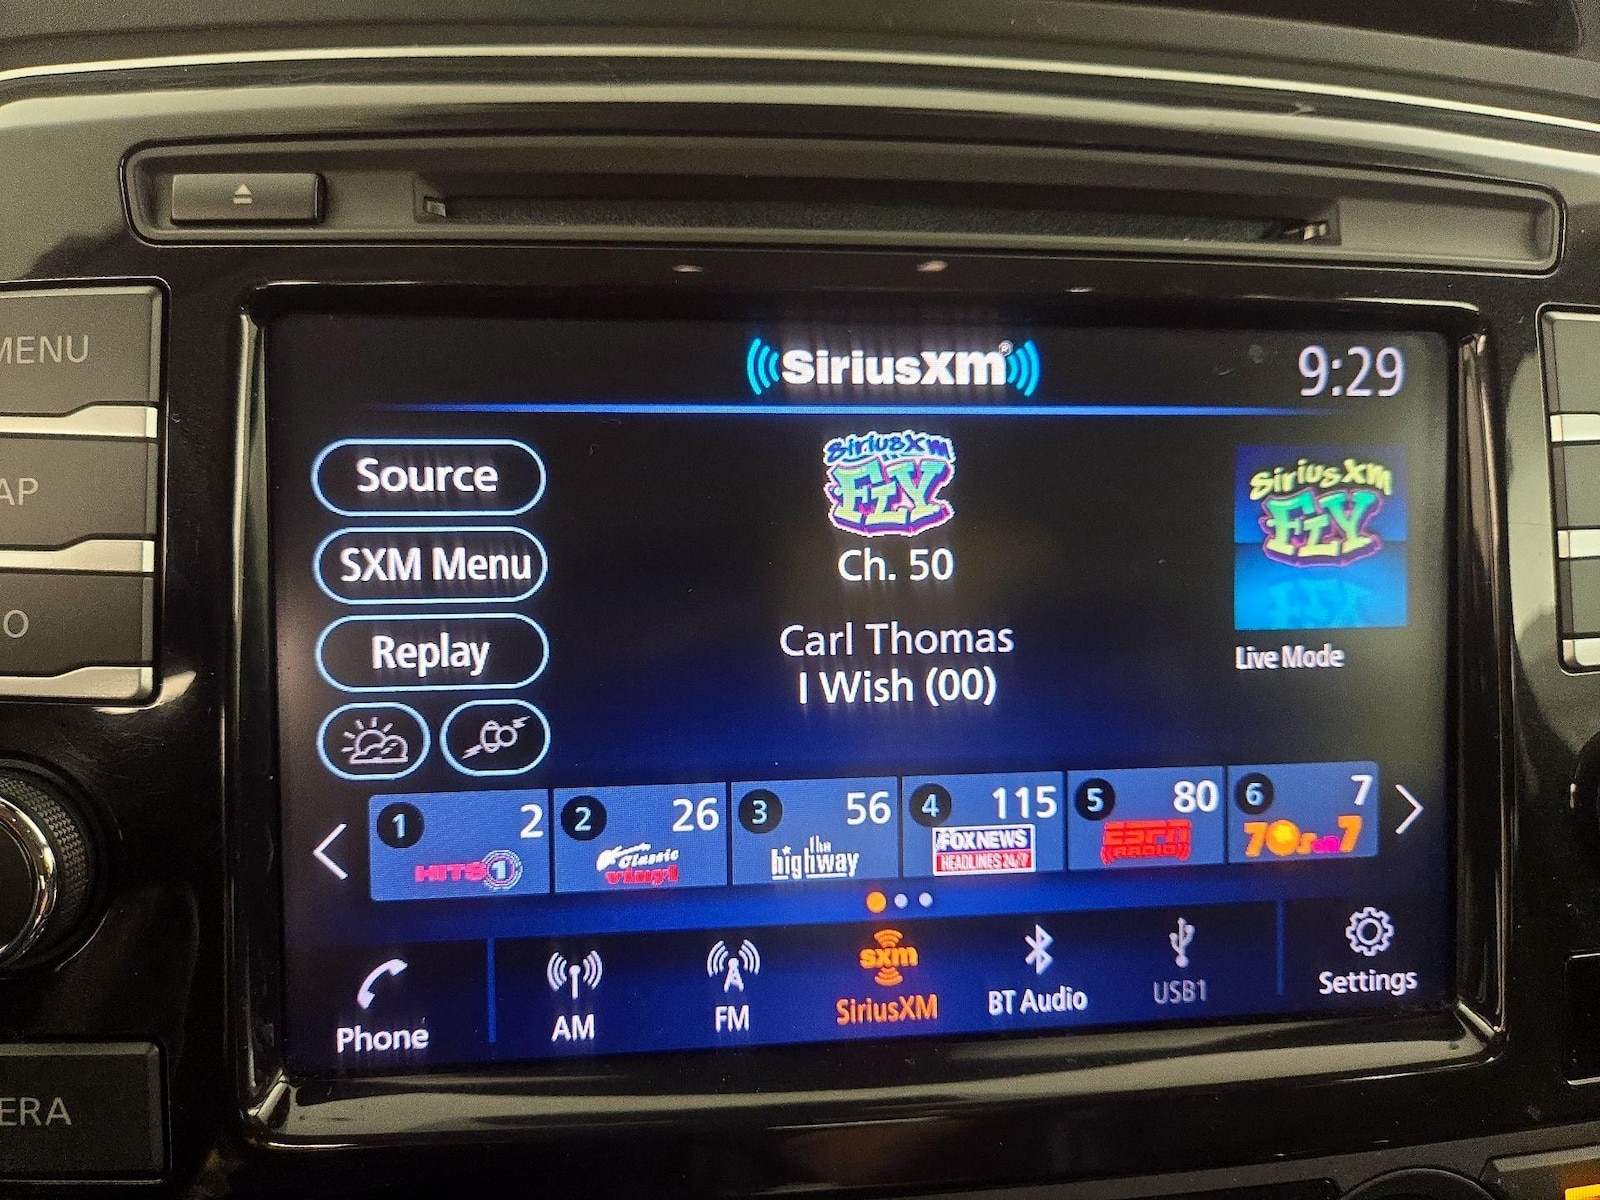 MENU
AP
O
ERA
SiriusXm®
9:29
Source
SXM Menu
Replay
SiriusXm
FLY
Ch. 50
Carl Thomas
I Wish (00)
SiriusXm
FLY
Live Mode
1 2
HITS 1
2 26
Classic
vinyl
3 56
the
highway
4 115
FOX NEWS
HEADLINES 24/7
5 80
ESPN
RADIO
6 7
70s on 7
Phone
AM
FM
sxm
SiriusXM
BT Audio
USB1
Settings